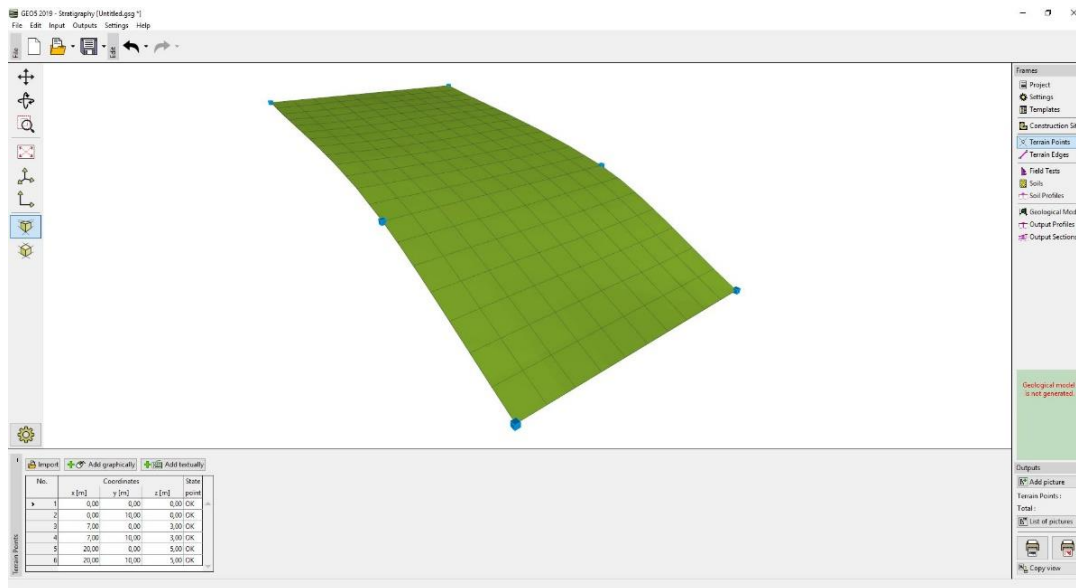 GEO5 2019 - Stratigraphy [Untitled.gsg *]
File Edit Input Outputs Settings Help
File
Edit
Frames
Project
Settings
Templates
Construction Sit
Terrain Points
Terrain Edges
Field Tests
Soils
Soil Profiles
Geological Mod
Output Profiles
Output Sections
Geological model
is not generated.
Outputs
Add picture
Terrain Points :
Total :
List of pictures
Copy view
Terrain Points
Import Add graphically Add textually
No. Coordinates State
x [m] y [m] z [m] point
1 0,00 0,00 0,00 OK
2 0,00 10,00 0,00 OK
3 7,00 0,00 3,00 OK
4 7,00 10,00 3,00 OK
5 20,00 0,00 5,00 OK
6 20,00 10,00 5,00 OK